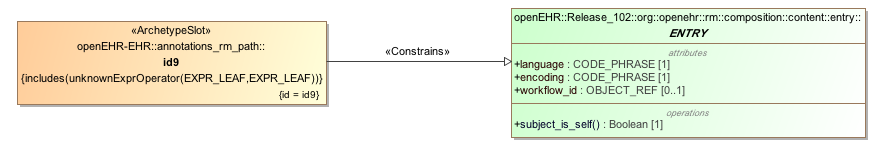 «ArchetypeSlot»
openEHR-EHR::annotations_rm_path::
id9
{includes(unknownExprOperator(EXPR_LEAF,EXPR_LEAF))}
{id = id9}
«Constrains»
openEHR::Release_102::org::openehr::rm::composition::content::entry::
ENTRY
attributes
+language : CODE_PHRASE [1]
+encoding : CODE_PHRASE [1]
+workflow_id : OBJECT_REF [0..1]
operations
+subject_is_self() : Boolean [1]